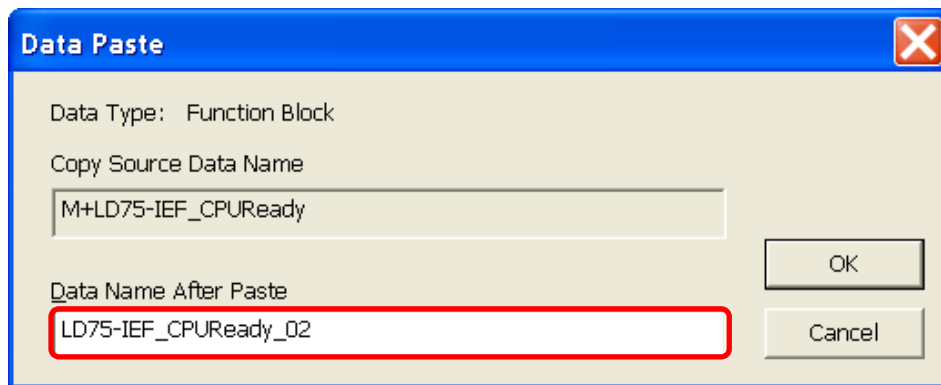 Data Paste
Data Type: Function Block
Copy Source Data Name
M+LD75-IEF_CPUReady
OK
Data Name After Paste
LD75-IEF_CPUReady_02
Cancel